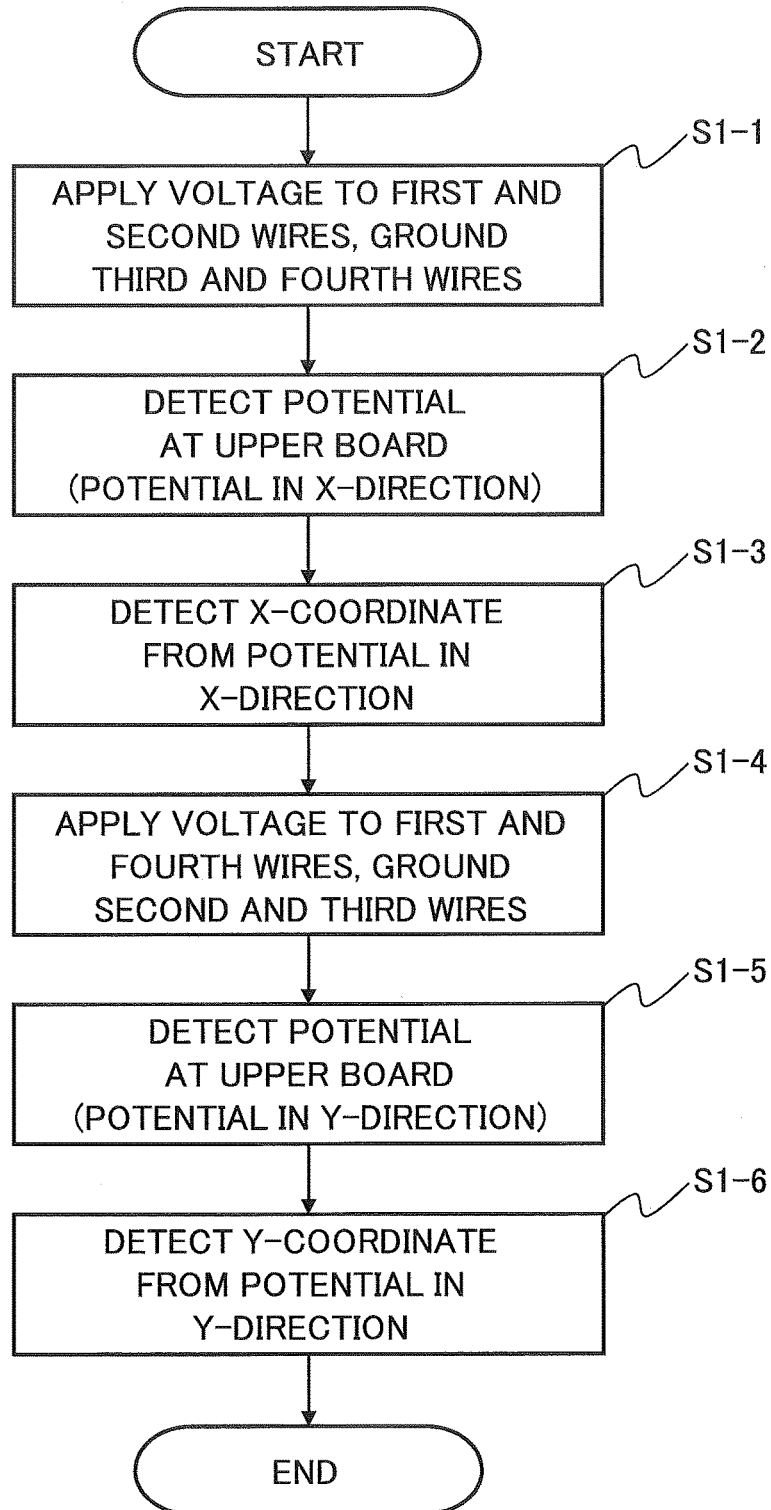 START
S1-1
APPLY VOLTAGE TO FIRST AND
SECOND WIRES, GROUND
THIRD AND FOURTH WIRES
S1-2
DETECT POTENTIAL
AT UPPER BOARD
(POTENTIAL IN X-DIRECTION)
S1-3
DETECT X-COORDINATE
FROM POTENTIAL IN
X-DIRECTION
S1-4
APPLY VOLTAGE TO FIRST AND
FOURTH WIRES, GROUND
SECOND AND THIRD WIRES
S1-5
DETECT POTENTIAL
AT UPPER BOARD
(POTENTIAL IN Y-DIRECTION)
S1-6
DETECT Y-COORDINATE
FROM POTENTIAL IN
Y-DIRECTION
END